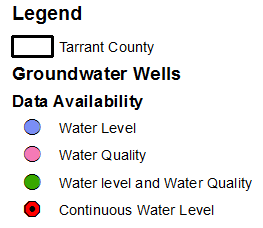 Legend
Tarrant County
Groundwater Wells
Data Availability
Water Level
Water Quality
Water level and Water Quality
Continuous Water Level